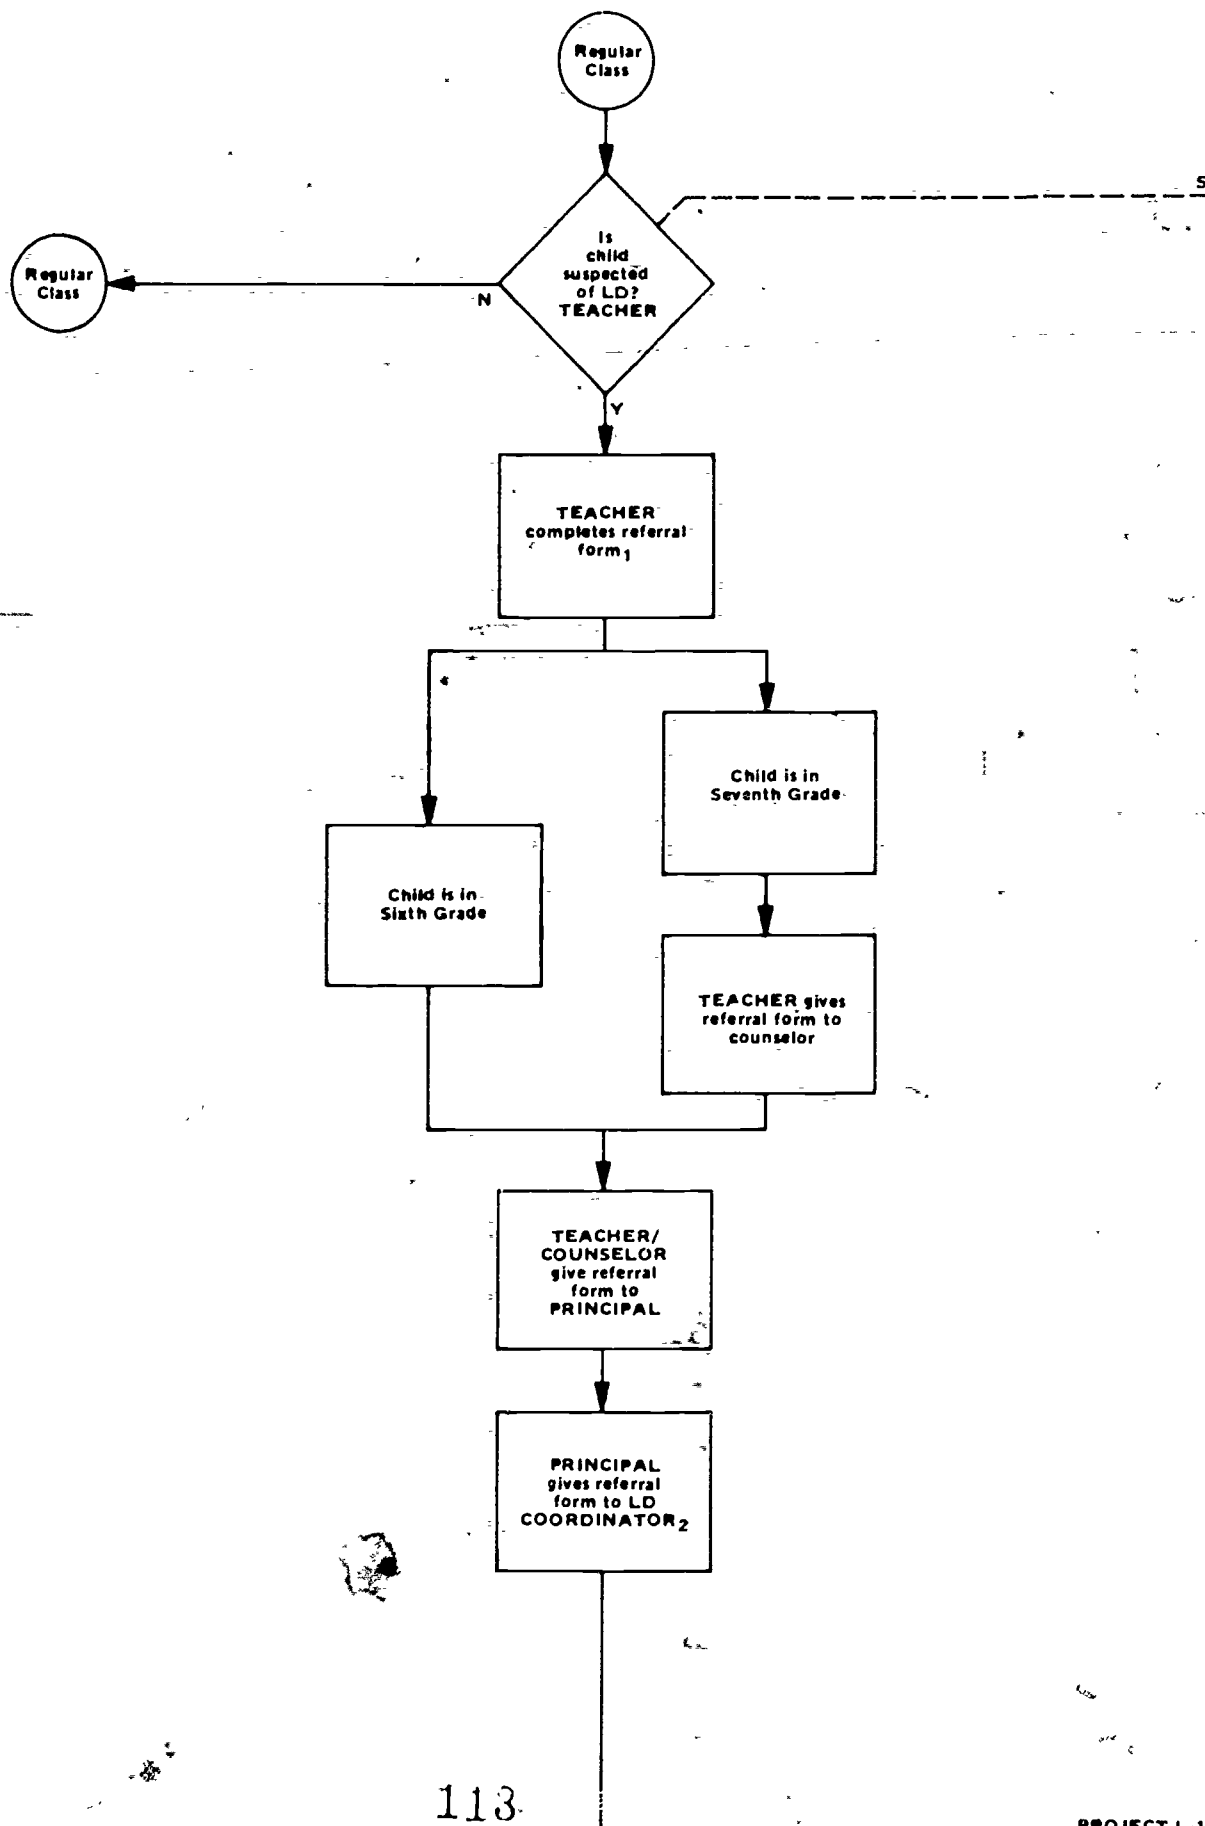 Regular
Class
S
Is
child
suspected
of LD?
TEACHER
Regular
Class
N
Y
TEACHER
completes referral
form1
Child is in
Seventh Grade
Child is in
Sixth Grade
TEACHER gives
referral form to
counselor
TEACHER/
COUNSELOR
give referral
form to
PRINCIPAL
PRINCIPAL
gives referral
form to LD
COORDINATOR2
113
PROJECT L-1